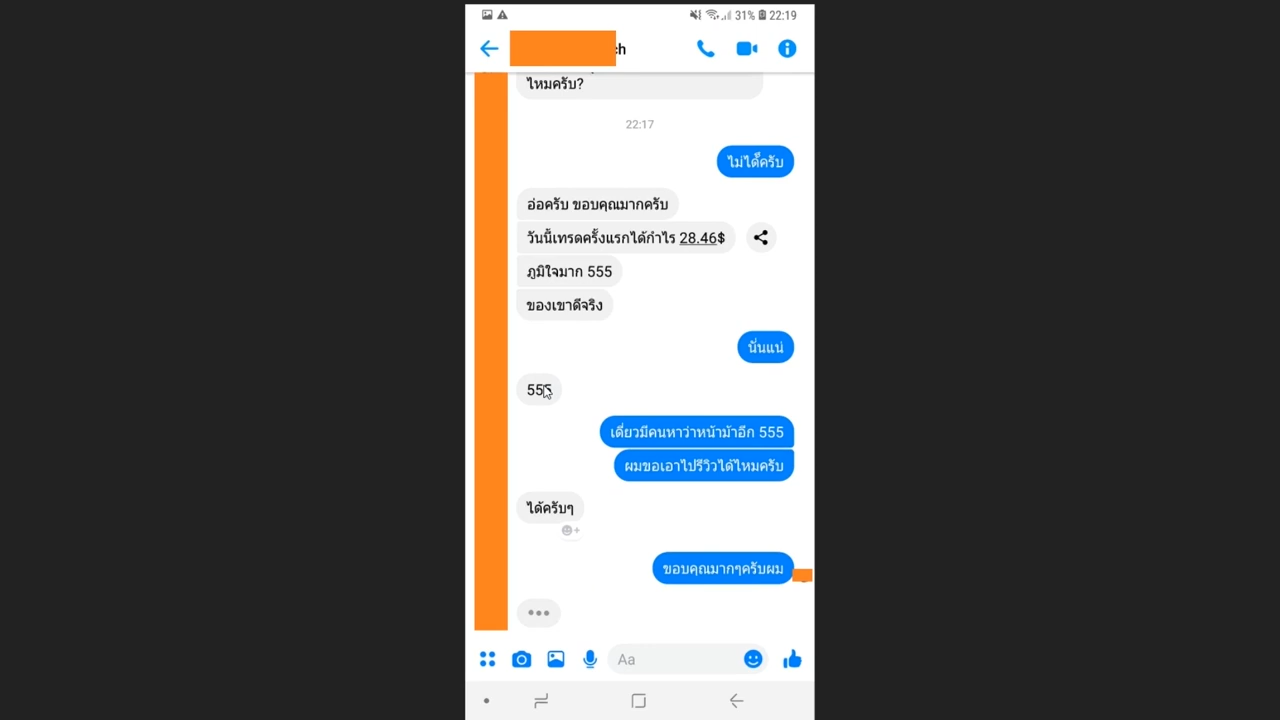 31% 22:19
ch
ไหมครับ?
22:17
ไม่ได้ครับ
อ่อครับ ขอบคุณมากครับ
วันนี้เทรดครั้งแรกได้กำไร 28.46$
ภูมิใจมาก 555
ของเขาดีจริง
นั่นแน่
555
เดี่ยวมีคนหาว่าหน้าม้าอีก 555
ผมขอเอาไปรีวิวได้ไหมครับ
ได้ครับๆ
ขอบคุณมากๆครับผม
Aa